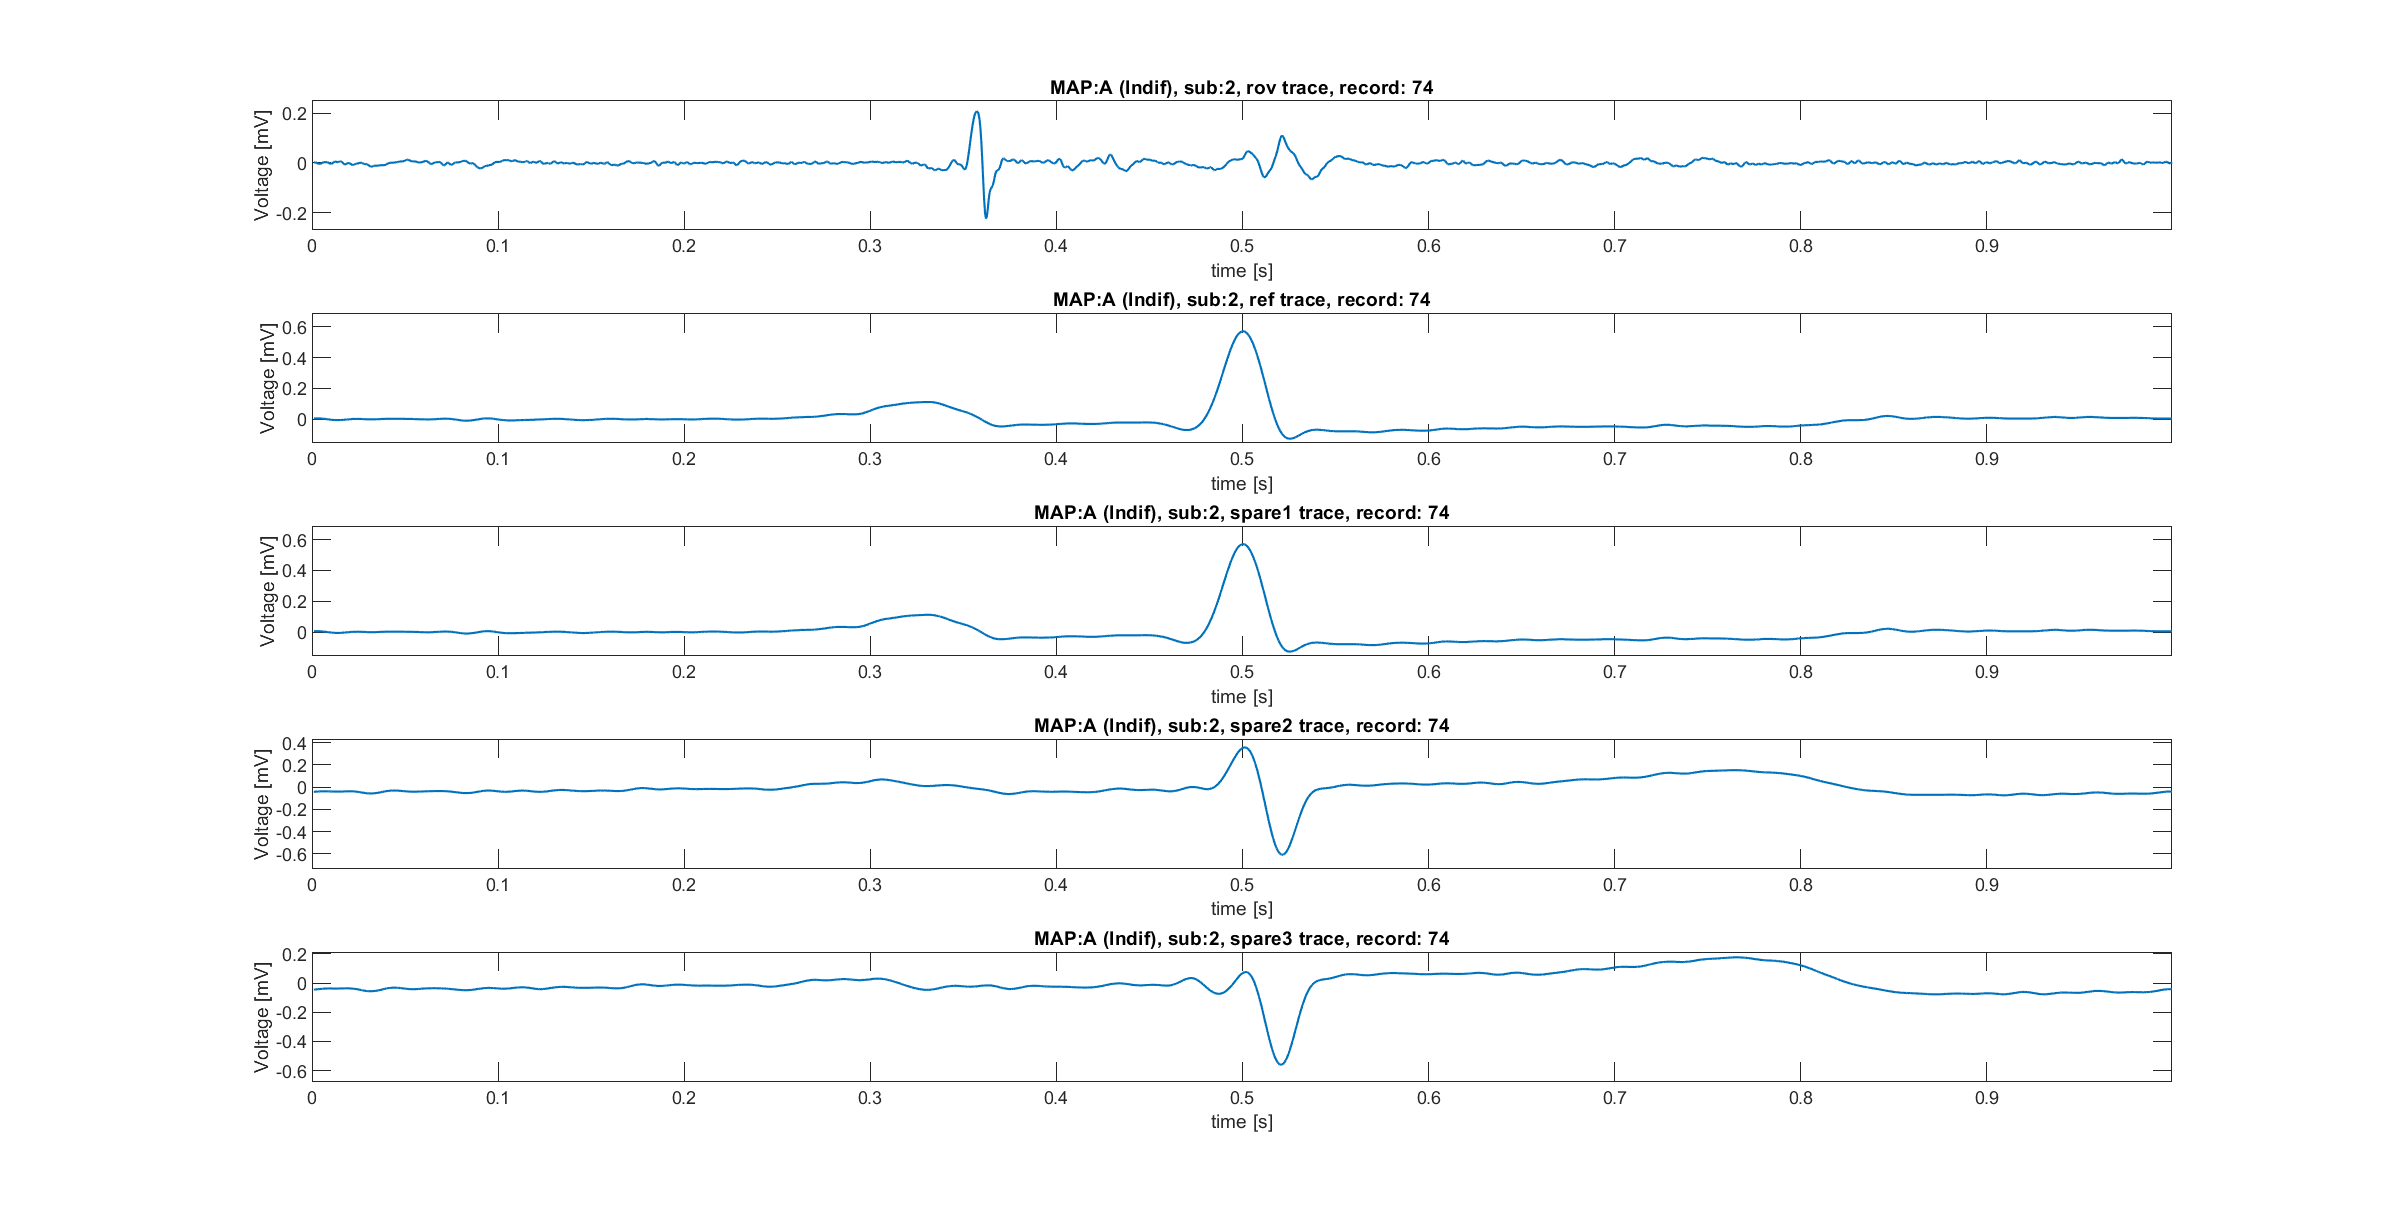 MAP:A (Indif), sub:2, rov trace, record: 74
Voltage [mV]
0.2
0
-0.2
0 0.1 0.2 0.3 0.4 0.5 0.6 0.7 0.8 0.9
time [s]
MAP:A (Indif), sub:2, ref trace, record: 74
Voltage [mV]
0.6
0.4
0.2
0
0 0.1 0.2 0.3 0.4 0.5 0.6 0.7 0.8 0.9
time [s]
MAP:A (Indif), sub:2, spare1 trace, record: 74
Voltage [mV]
0.6
0.4
0.2
0
0 0.1 0.2 0.3 0.4 0.5 0.6 0.7 0.8 0.9
time [s]
MAP:A (Indif), sub:2, spare2 trace, record: 74
Voltage [mV]
0.4
0.2
0
-0.2
-0.4
-0.6
0 0.1 0.2 0.3 0.4 0.5 0.6 0.7 0.8 0.9
time [s]
MAP:A (Indif), sub:2, spare3 trace, record: 74
Voltage [mV]
0.2
0
-0.2
-0.4
-0.6
0 0.1 0.2 0.3 0.4 0.5 0.6 0.7 0.8 0.9
time [s]